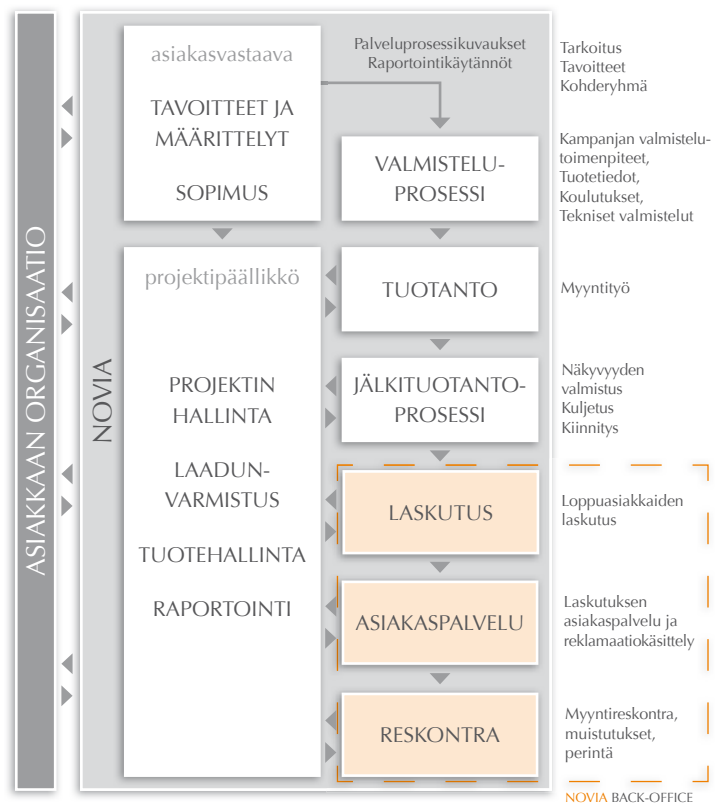 ASIAKKAAN ORGANISAATIO
NOVIA
asiakasvastaava
TAVOITTEET JA
MÄÄRITTELYT
SOPIMUS
Palveluprosessikuvaukset
Raportointikäytännöt
Tarkoitus
Tavoitteet
Kohderyhmä
VALMISTELU-
PROSESSI
Kampanjan valmistelu-
toimenpiteet,
Tuotetiedot,
Koulutukset,
Tekniset valmistelut
projektipäällikkö
PROJEKTIN
HALLINTA
LAADUN-
VARMISTUS
TUOTEHALLINTA
RAPORTOINTI
TUOTANTO
Myyntityö
JÄLKITUOTANTO-
PROSESSI
Näkyvyyden
valmistus
Kuljetus
Kiinnitys
LASKUTUS
Loppuasiakkaiden
laskutus
ASIAKASPALVELU
Laskutuksen
asiakaspalvelu ja
reklamaatiokäsittely
RESKONTRA
Myyntireskontra,
muistutukset,
perintä
NOVIA BACK-OFFICE